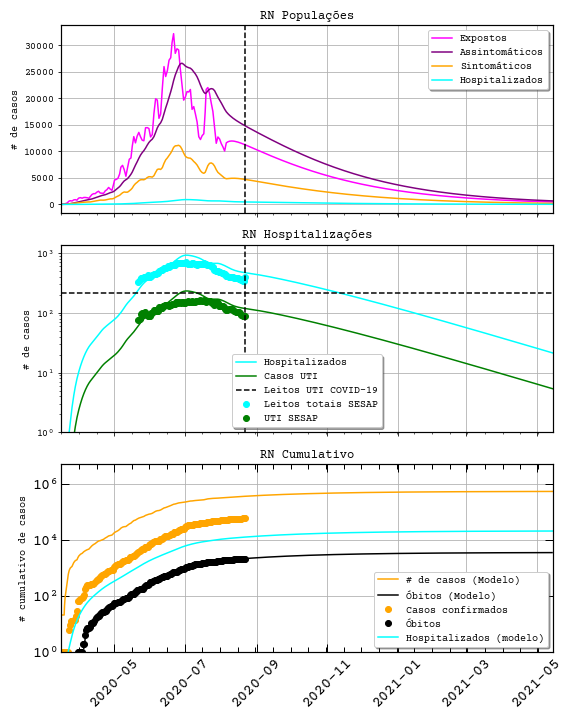 RN Populações
# de casos
30000
25000
20000
15000
10000
5000
0
Expostos
Assintomáticos
Sintomáticos
Hospitalizados
RN Hospitalizações
# de casos
10³
10²
10¹
10⁰
Hospitalizados
Casos UTI
Leitos UTI COVID-19
Leitos totais SESAP
UTI SESAP
RN Cumulativo
# cumulativo de casos
10⁶
10⁴
10²
10⁰
# de casos (Modelo)
Óbitos (Modelo)
Casos confirmados
Óbitos
Hospitalizados (modelo)
2020-05
2020-07
2020-09
2020-11
2021-01
2021-03
2021-05